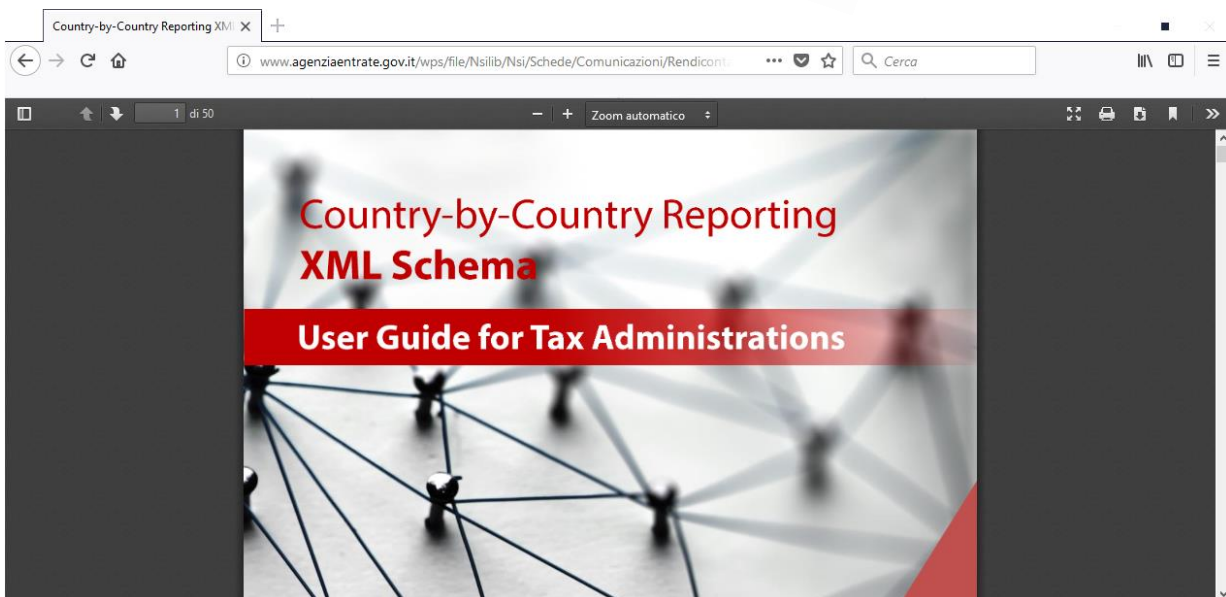 Country-by-Country Reporting XM
www.agenziaentrate.gov.it/wps/file/Nsilib/Nsi/Schede/Comunicazioni/Rendicont
Cerca
1 di 50
Zoom automatico
Country-by-Country Reporting
XML Schema
User Guide for Tax Administrations